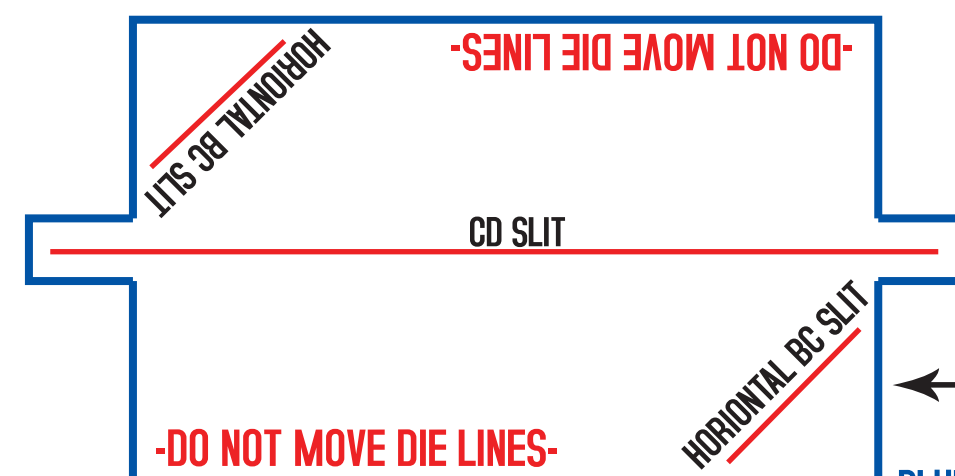 -DO NOT MOVE DIE LINES-
HORIONTAL BC SLIT
CD SLIT
HORIONTAL BC SLIT
-DO NOT MOVE DIE LINES-